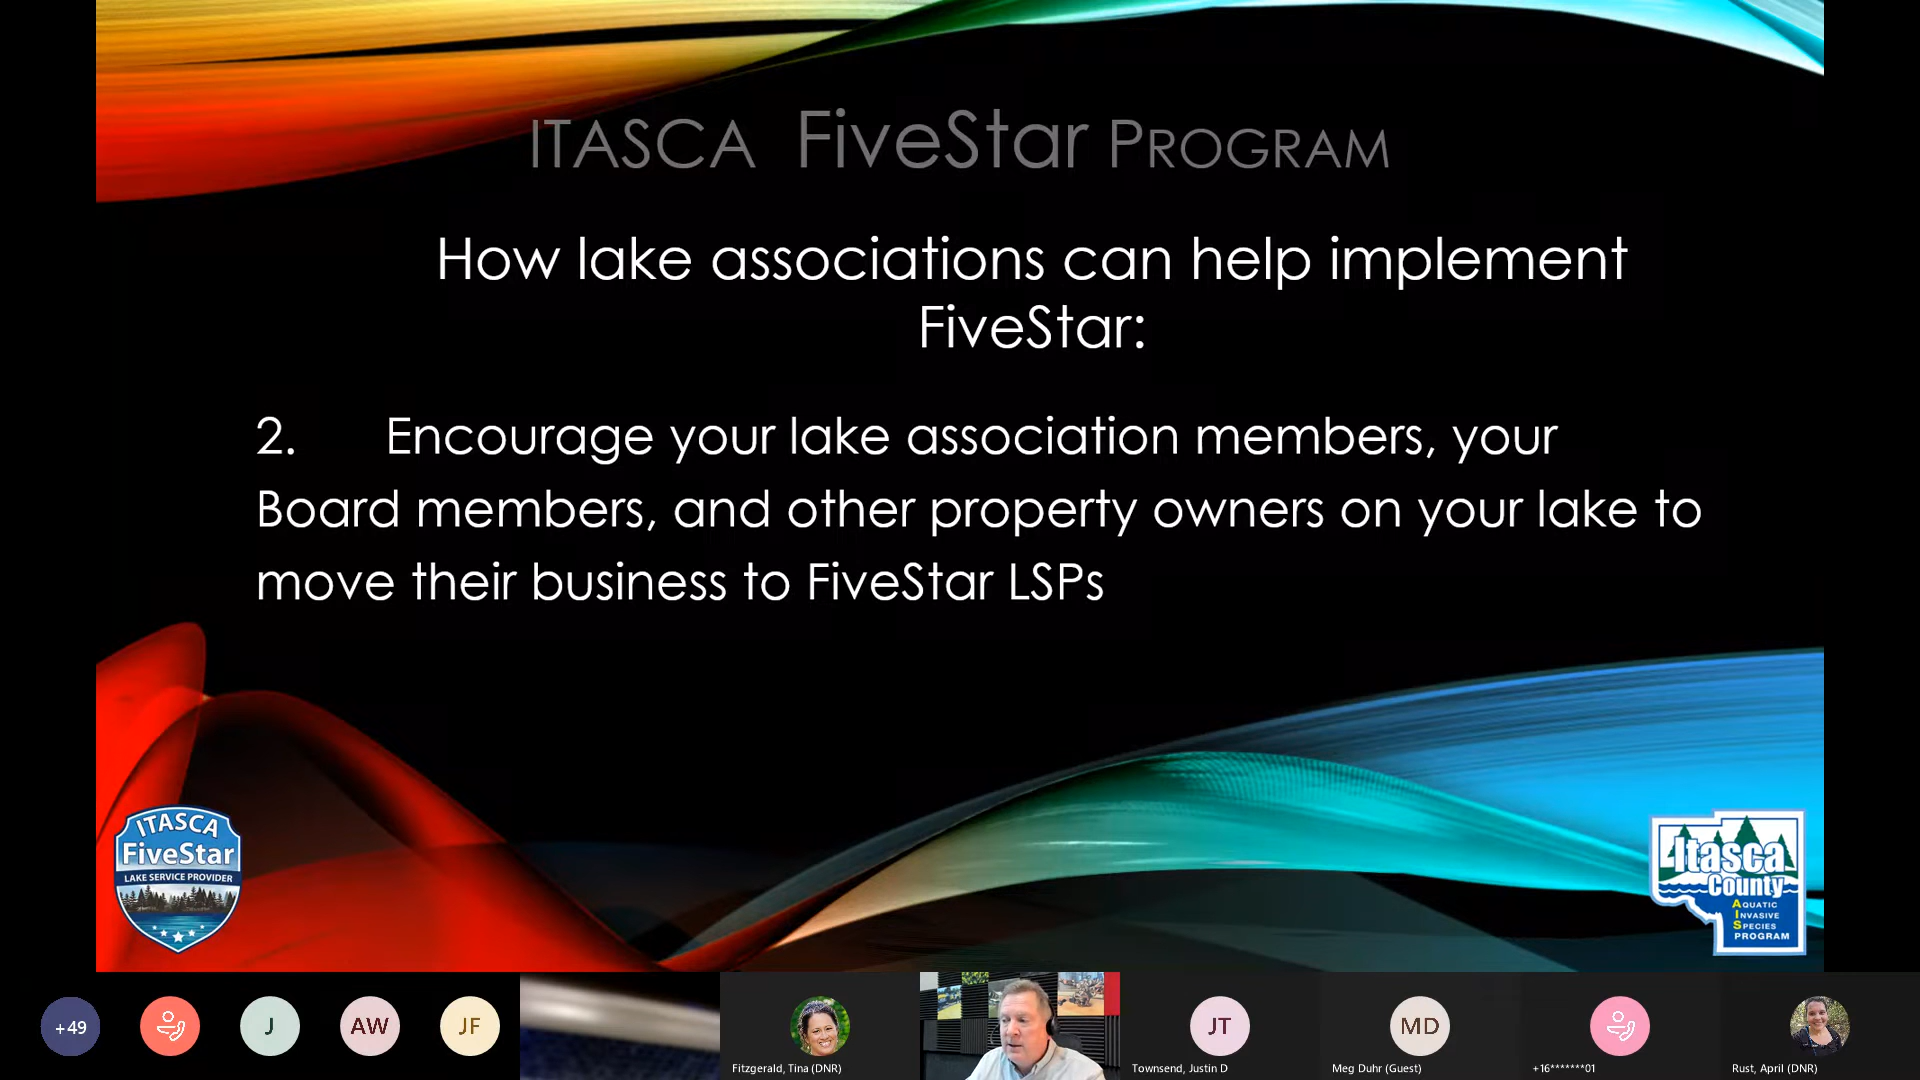 ITASCA FiveStar PROGRAM
How lake associations can help implement
FiveStar:
2. Encourage your lake association members, your
Board members, and other property owners on your lake to
move their business to FiveStar LSPs
ITASCA
FiveStar
LAKE SERVICE PROVIDER
Itasca
County
AQUATIC
INVASIVE
SPECIES
PROGRAM
+49
J
AW
JF
JT
MD
Fitzgerald, Tina (DNR)
Townsend, Justin D
Meg Duhr (Guest)
+16*******01
Rust, April (DNR)